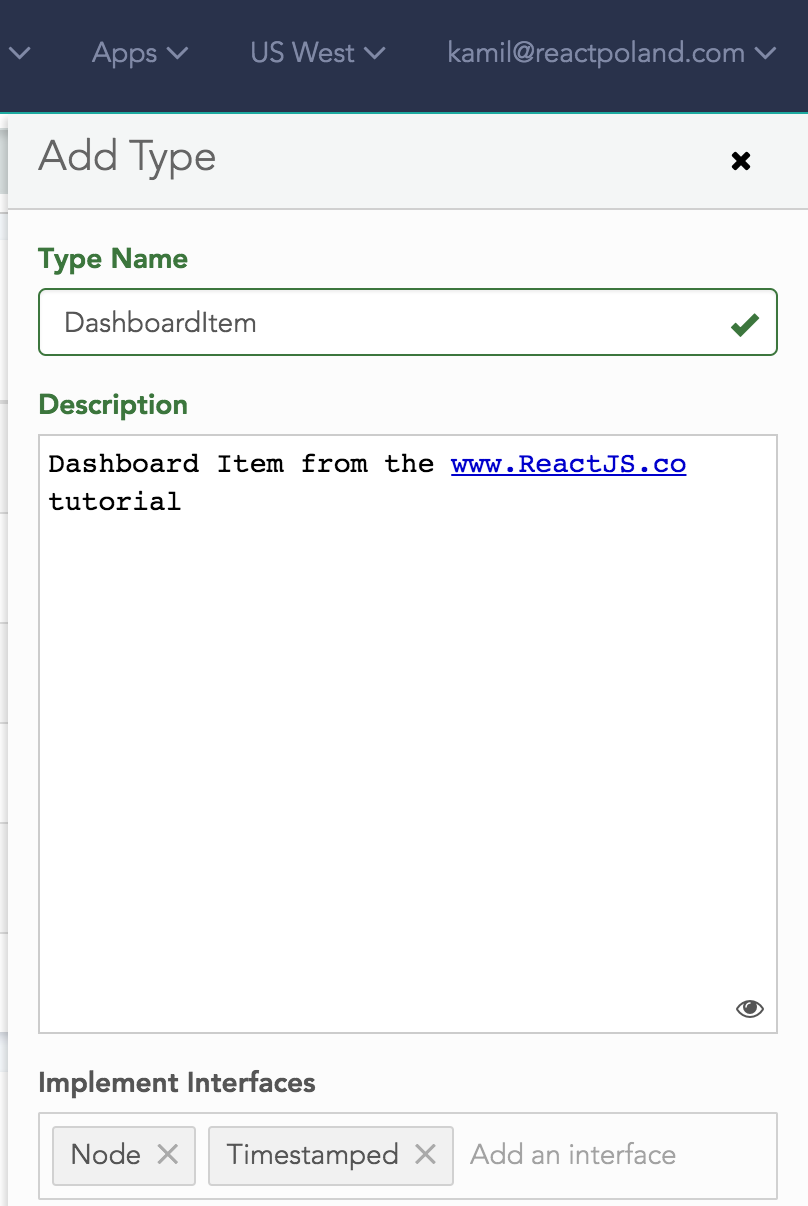 Apps US West kamil@reactpoland.com
Add Type
Type Name
DashboardItem
Description
Dashboard Item from the www.ReactJS.co
tutorial
Implement Interfaces
Node Timestamped Add an interface